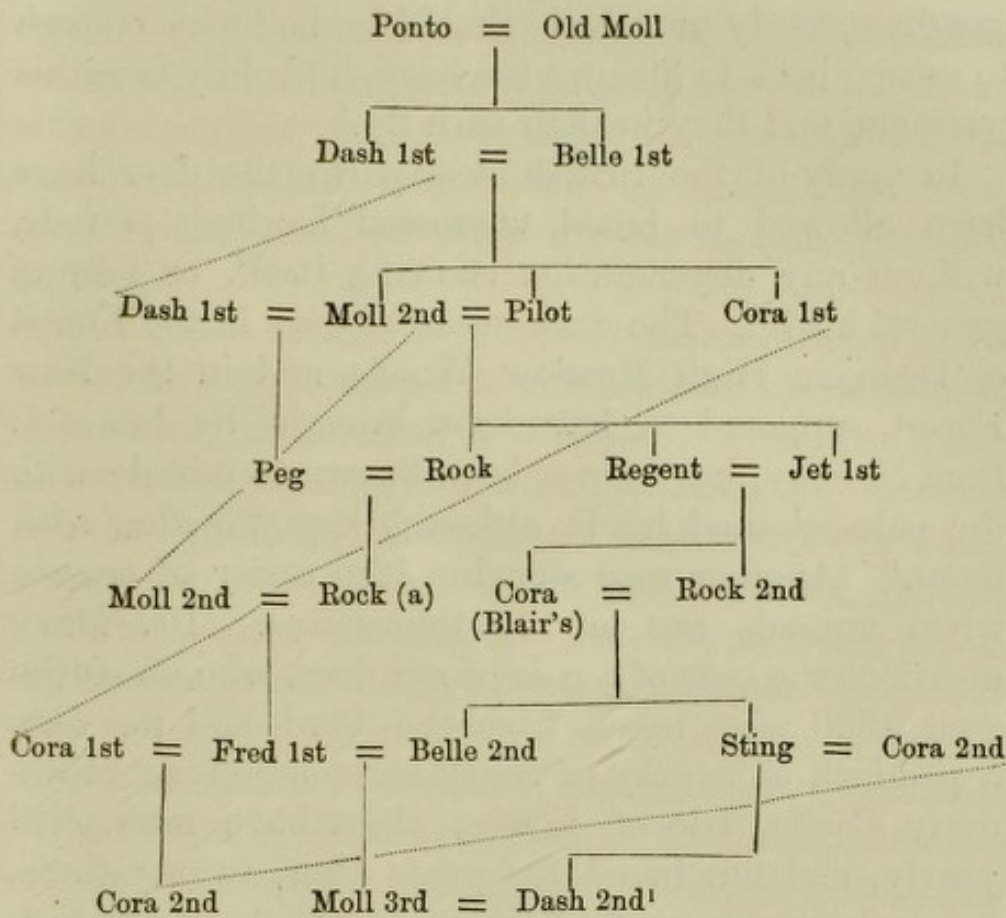 Ponto = Old Moll
Dash 1st = Belle 1st
Dash 1st = Moll 2nd = Pilot Cora 1st
Peg = Rock Regent = Jet 1st
Moll 2nd = Rock (a) Cora = Rock 2nd
(Blair's)
Cora 1st = Fred 1st = Belle 2nd Sting = Cora 2nd
Cora 2nd Moll 3rd = Dash 2nd¹